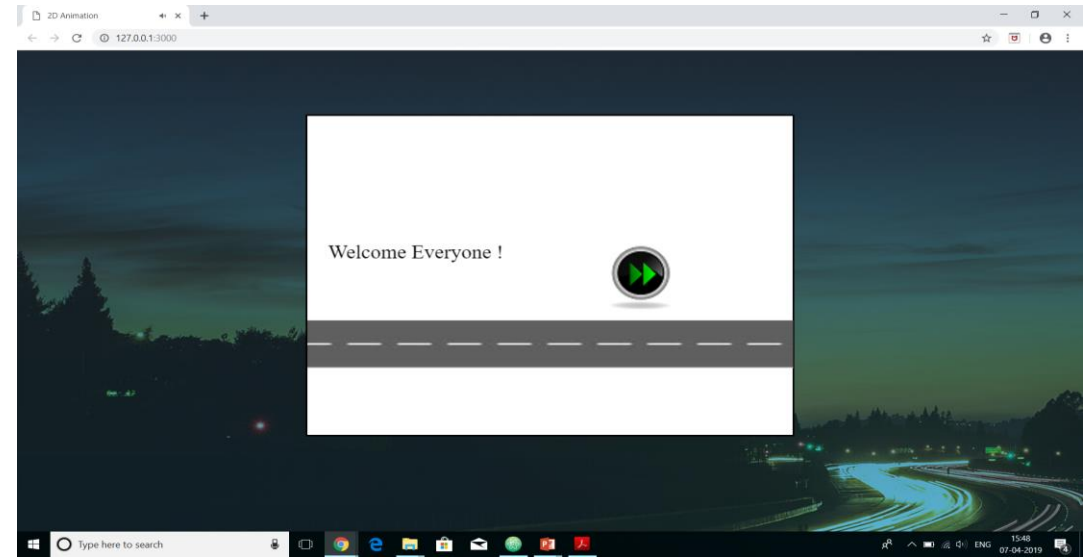 2D Animation
127.0.0.1:3000
Welcome Everyone !
Type here to search
ENG
15:48
07-04-2019
4